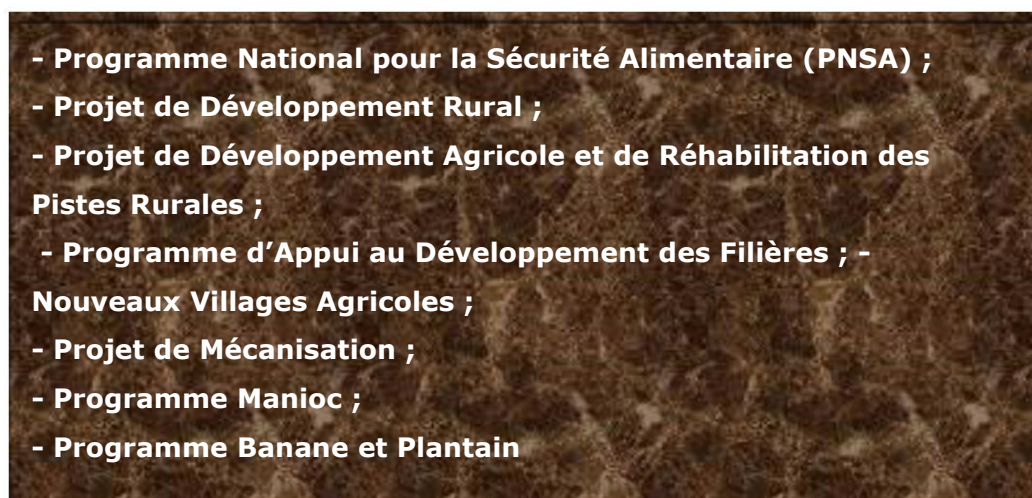 - Programme National pour la Sécurité Alimentaire (PNSA) ;
- Projet de Développement Rural ;
- Projet de Développement Agricole et de Réhabilitation des
Pistes Rurales ;
- Programme d’Appui au Développement des Filières ; -
Nouveaux Villages Agricoles ;
- Projet de Mécanisation ;
- Programme Manioc ;
- Programme Banane et Plantain